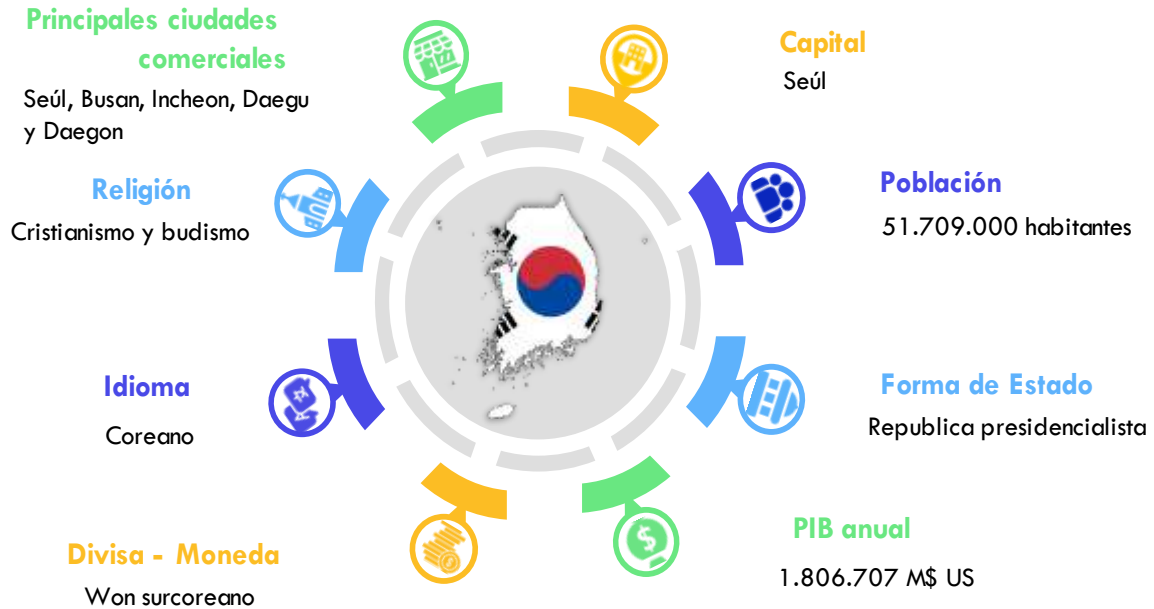 Principales ciudades
comerciales
Seúl, Busan, Incheon, Daegu
y Daegon
Capital
Seúl
Religión
Cristianismo y budismo
Población
51.709.000 habitantes
Idioma
Coreano
Forma de Estado
Republica presidencialista
Divisa - Moneda
Won surcoreano
PIB anual
1.806.707 M$ US